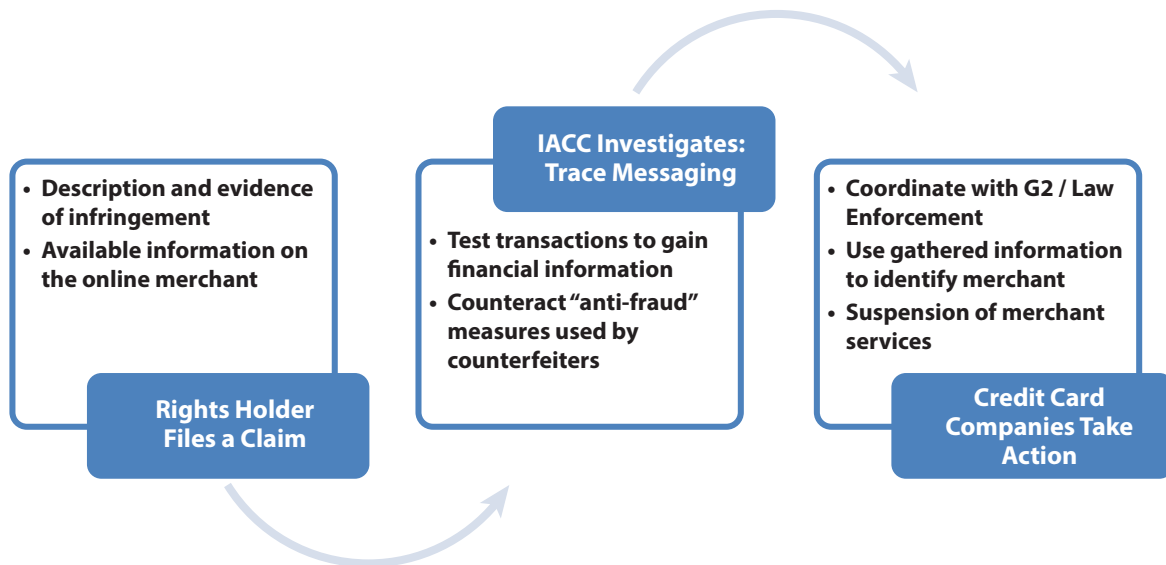 • Description and evidence
of infringement
• Available information on
the online merchant
Rights Holder
Files a Claim
IACC Investigates:
Trace Messaging
• Test transactions to gain
financial information
• Counteract “anti-fraud”
measures used by
counterfeiters
• Coordinate with G2 / Law
Enforcement
• Use gathered information
to identify merchant
• Suspension of merchant
services
Credit Card
Companies Take
Action